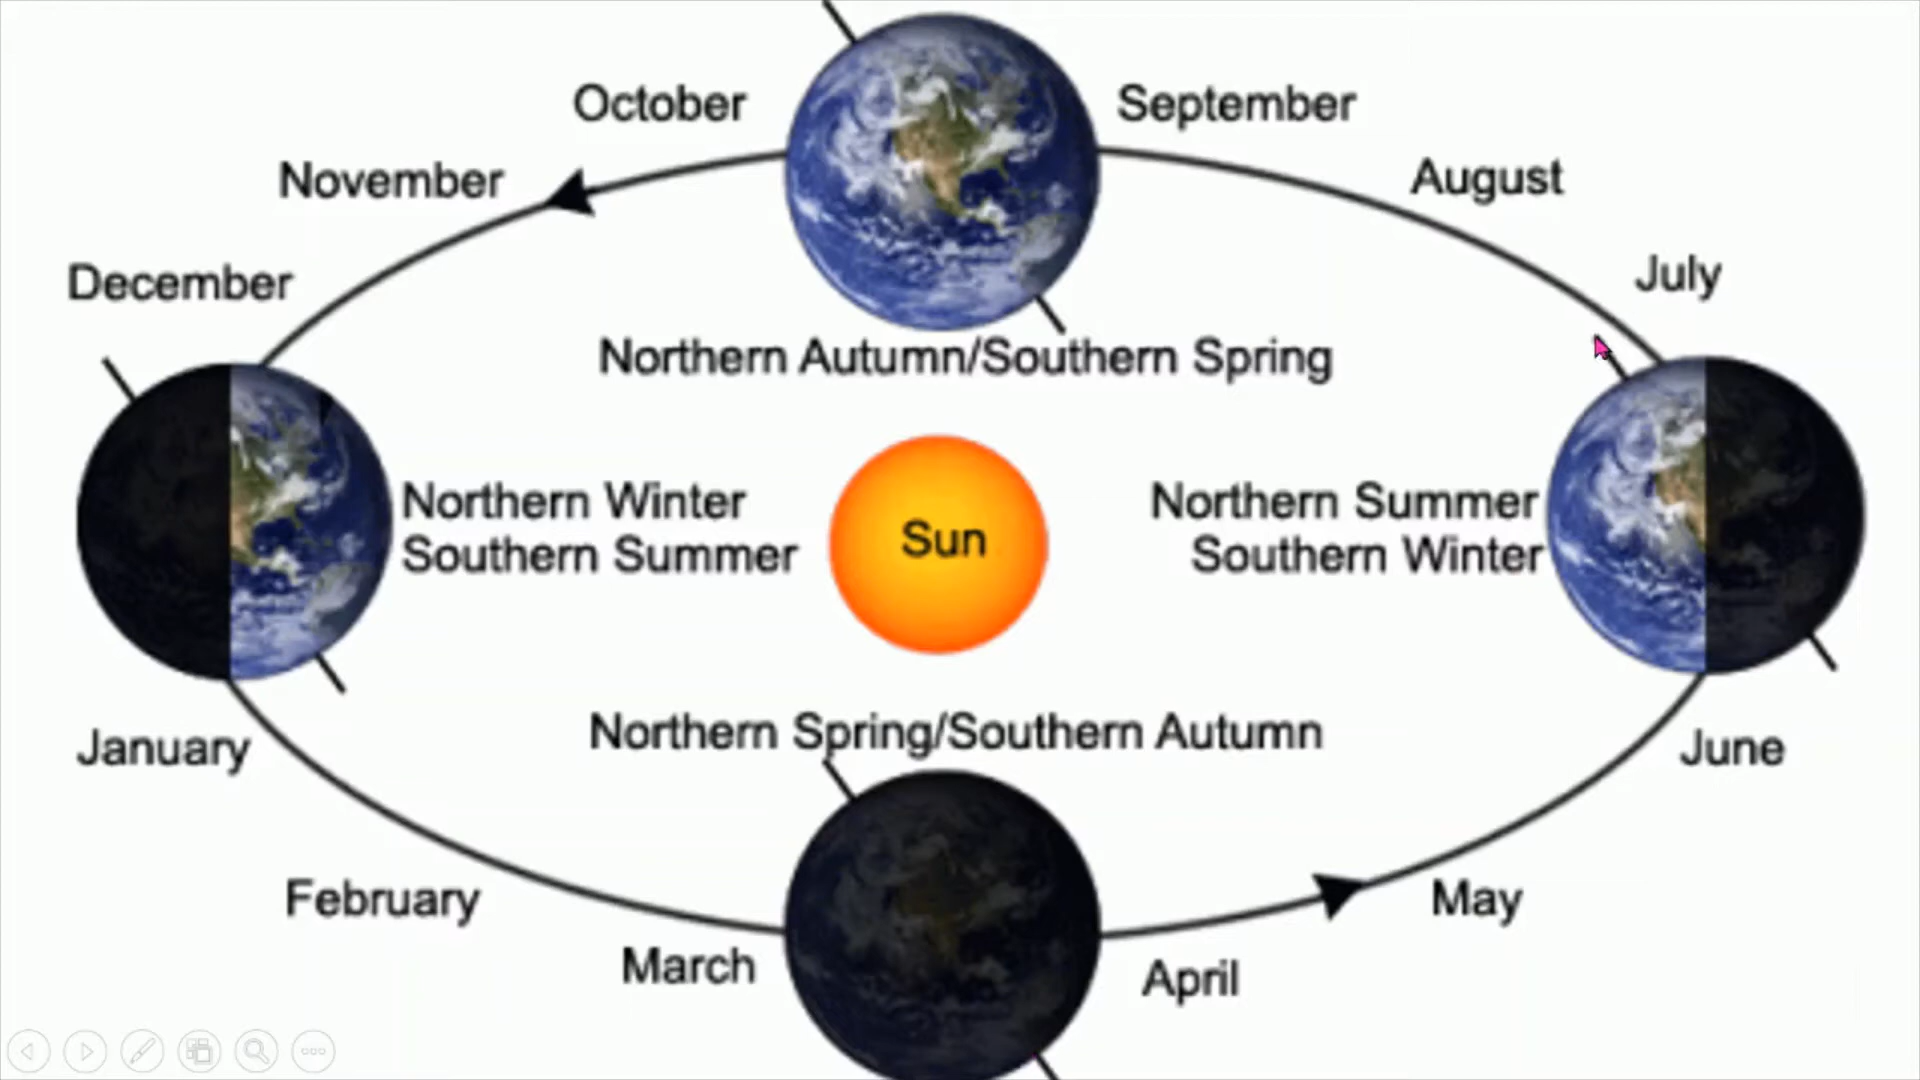 October
September
November
August
December
July
Northern Autumn/Southern Spring
Northern Winter
Southern Summer
Sun
Northern Summer
Southern Winter
Northern Spring/Southern Autumn
January
June
February
May
March
April